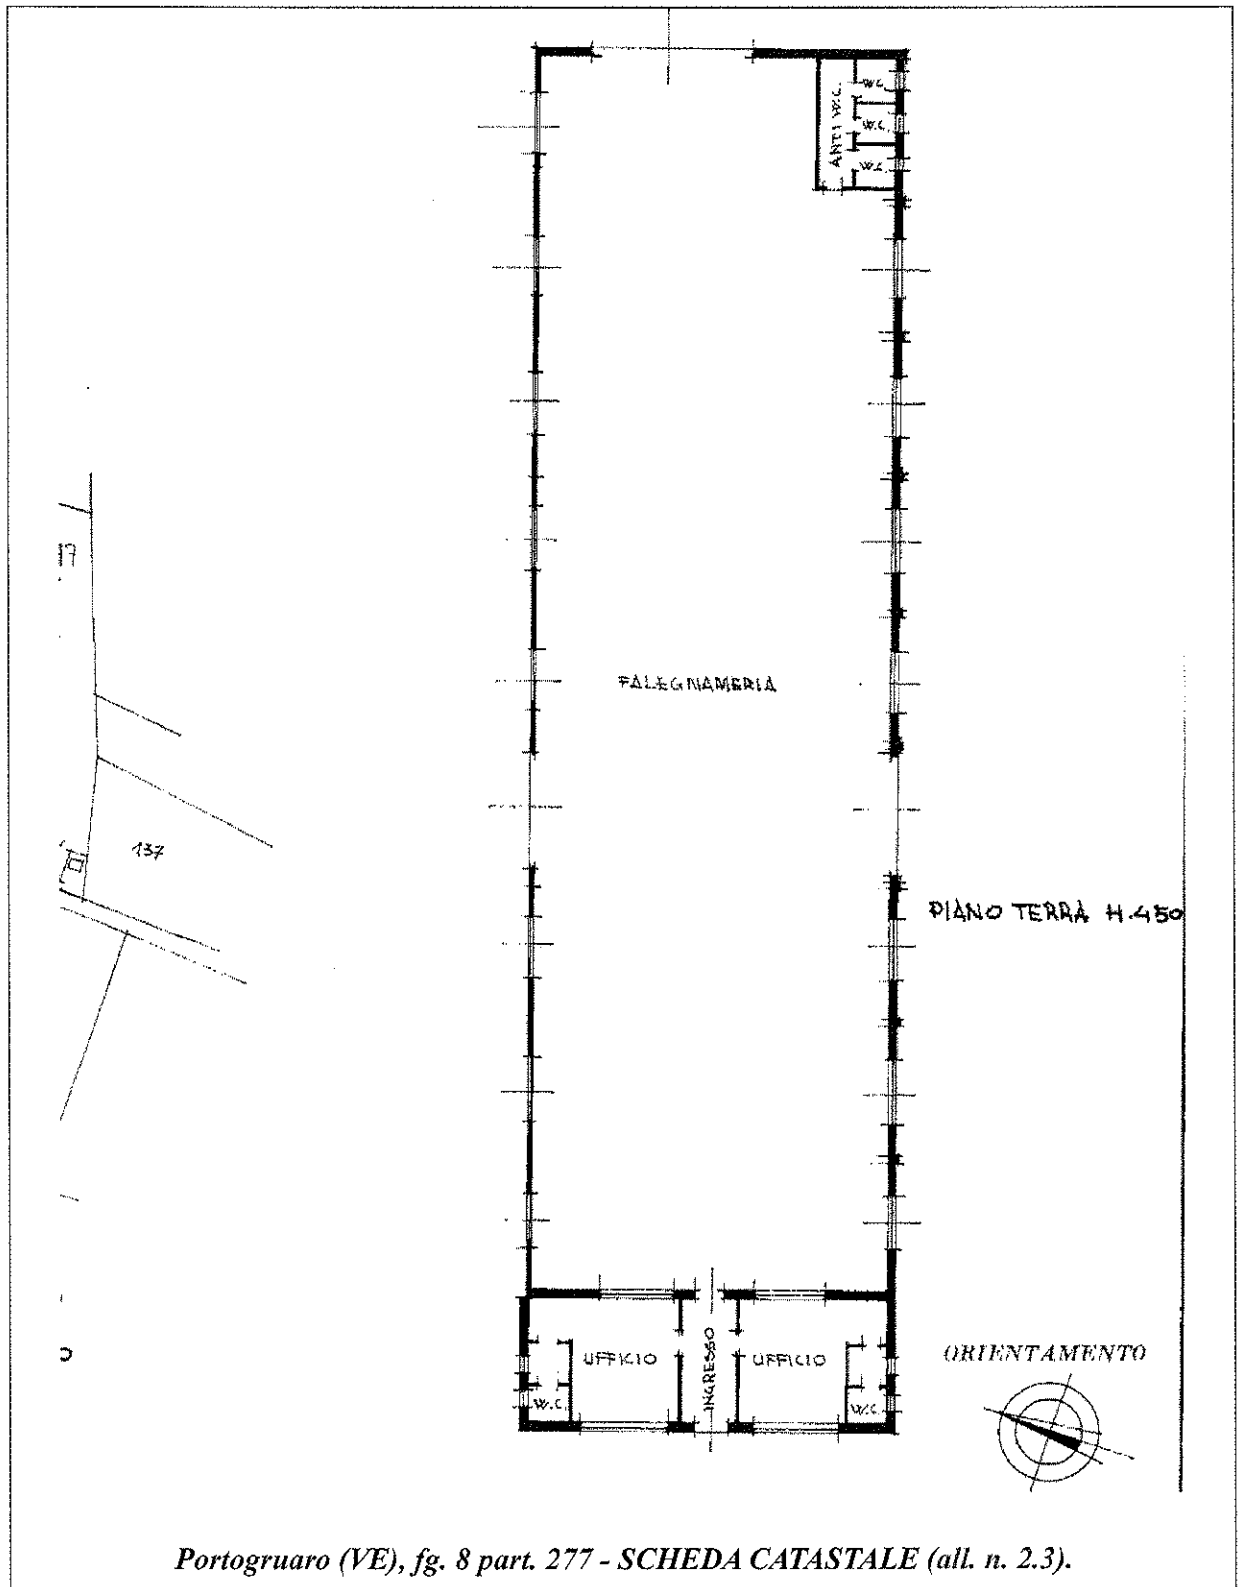 W.C.
ANTI W.C.
W.C.
W.C.
17
FALEGNAMERIA
137
PIANO TERRA H.450
UFFICIO
INGRESSO
UFFICIO
W.C.
W.C.
ORIENTAMENTO
Portogruaro (VE), fg. 8 part. 277 - SCHEDA CATASTALE (all. n. 2.3).